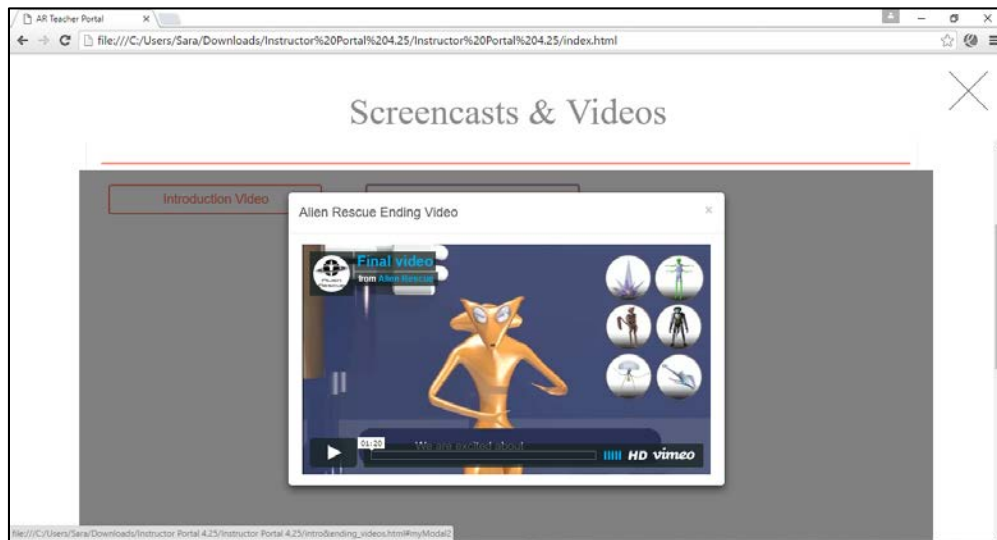 AR Teacher Portal
file:///C:/Users/Sara/Downloads/Instructor%20Portal%204.25/Instructor%20Portal%204.25/index.html
Screencasts & Videos
Introduction Video
Alien Rescue Ending Video
Final video
from Alien Rescue
Alien
Rescue
We are excited about
01:20
HD vimeo
file:///C:/Users/Sara/Downloads/Instructor Portal 4.25/Instructor Portal 4.25/intro&ending_videos.html#myModal2